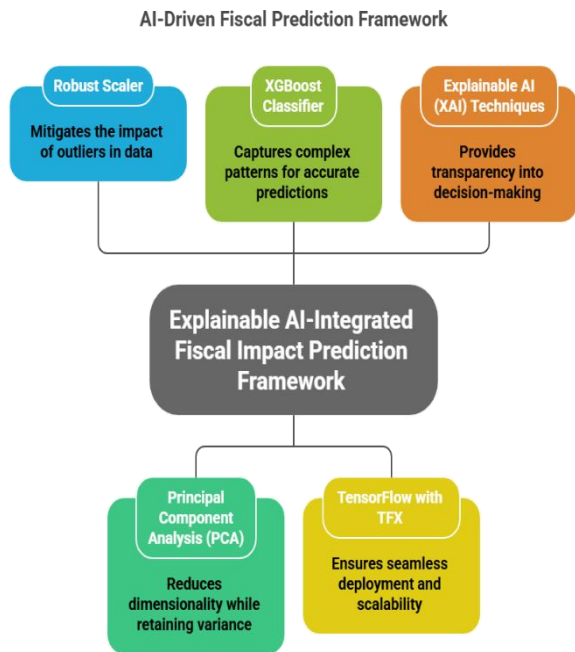 AI-Driven Fiscal Prediction Framework
Robust Scaler
Mitigates the impact
of outliers in data
XGBoost
Classifier
Captures complex
patterns for accurate
predictions
Explainable AI
(XAI) Techniques
Provides
transparency into
decision-making
Explainable AI-Integrated
Fiscal Impact Prediction
Framework
Principal
Component
Analysis (PCA)
Reduces
dimensionality while
retaining variance
TensorFlow with
TFX
Ensures seamless
deployment and
scalability